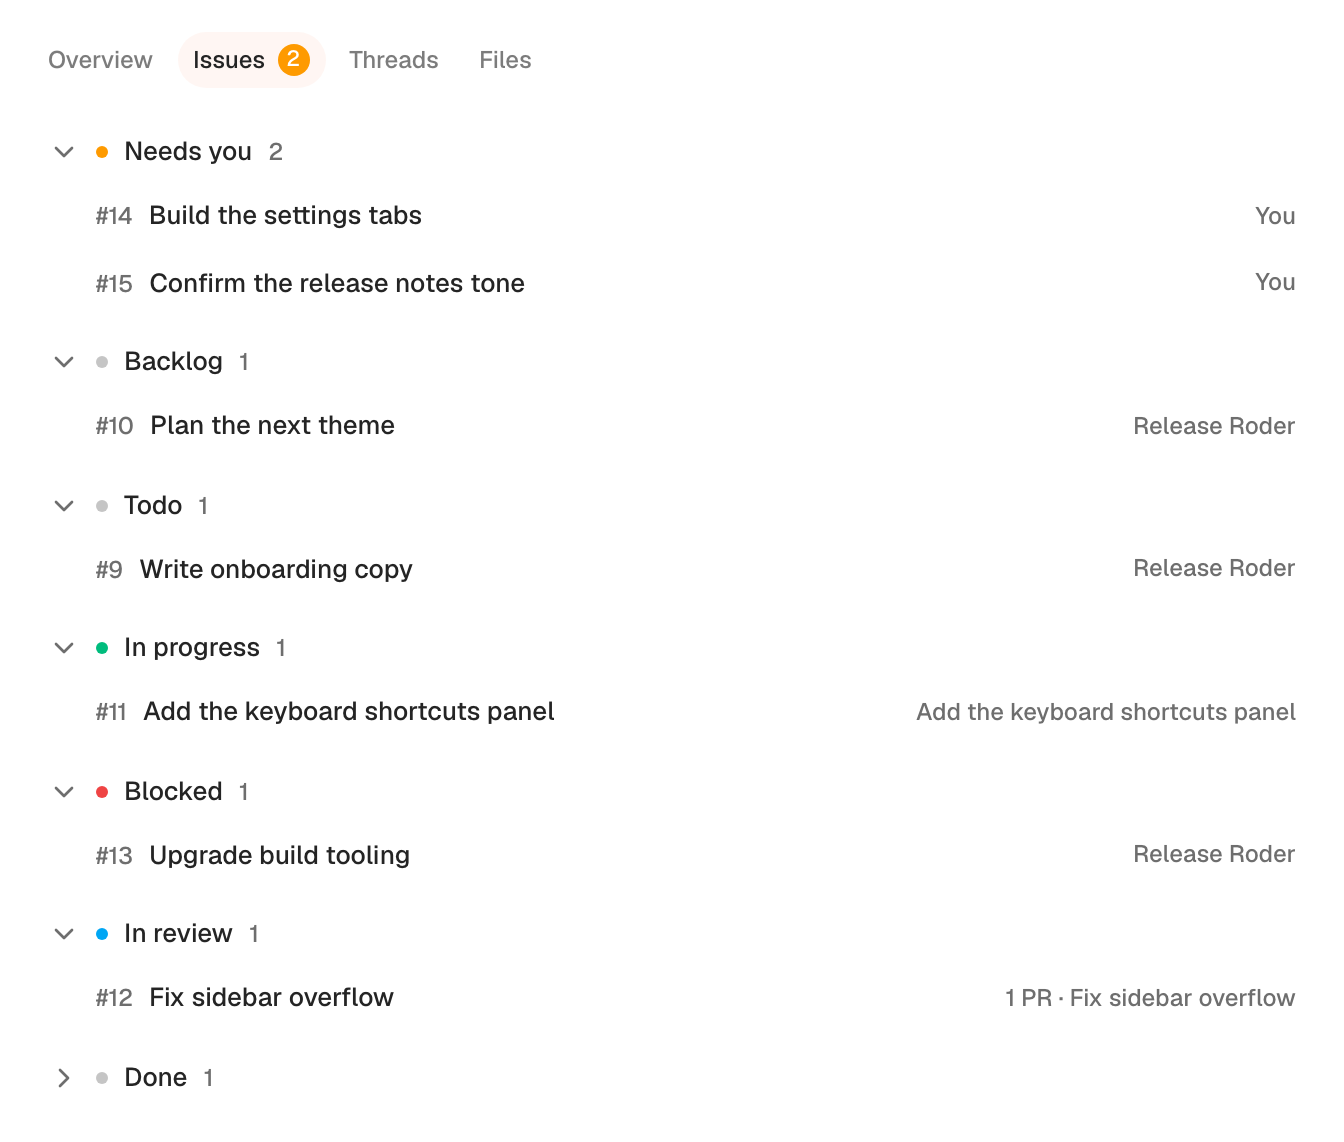 Overview Issues 2 Threads Files
Needs you 2
#14 Build the settings tabs You
#15 Confirm the release notes tone You
Backlog 1
#10 Plan the next theme Release Roder
Todo 1
#9 Write onboarding copy Release Roder
In progress 1
#11 Add the keyboard shortcuts panel Add the keyboard shortcuts panel
Blocked 1
#13 Upgrade build tooling Release Roder
In review 1
#12 Fix sidebar overflow 1 PR · Fix sidebar overflow
Done 1